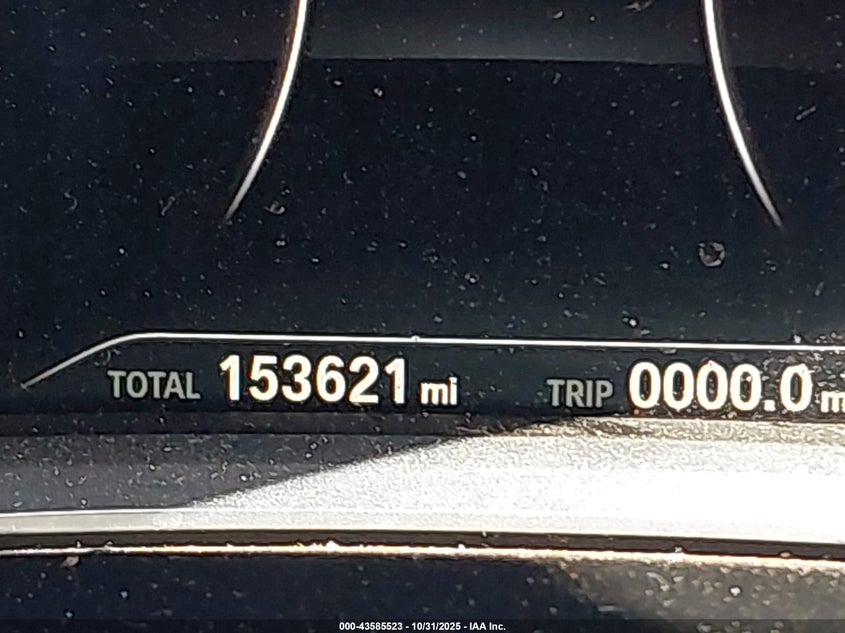 TOTAL 153621 mi TRIP 0000.0 m
000-43585523 - 10/31/2025 - IAA Inc.